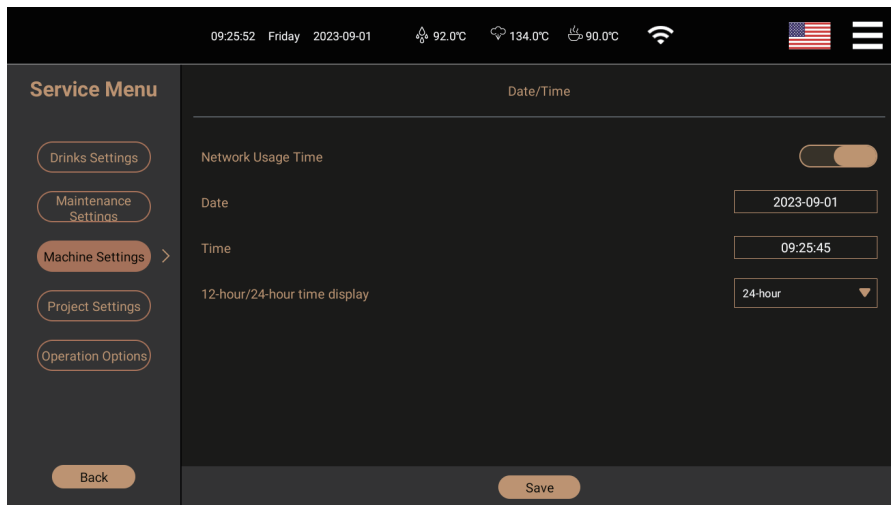 09:25:52 Friday 2023-09-01 92.0℃ 134.0℃ 90.0℃
Service Menu
Drinks Settings
Maintenance
Settings
Machine Settings
Project Settings
Operation Options
Back
Date/Time
Network Usage Time
Date 2023-09-01
Time 09:25:45
12-hour/24-hour time display 24-hour
Save